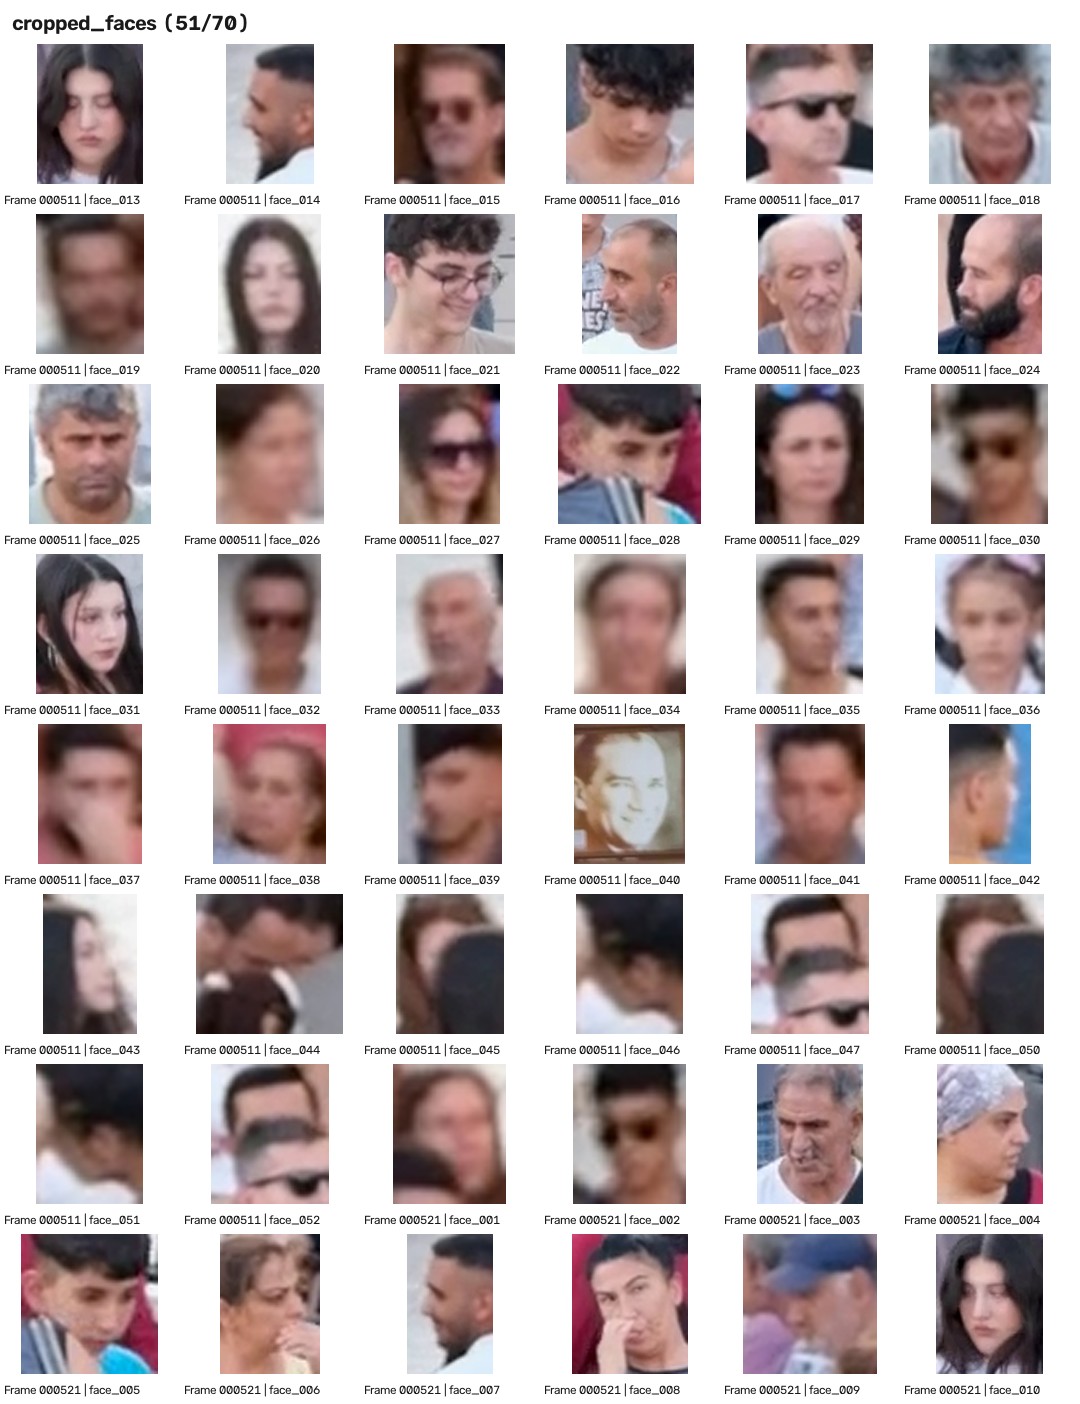 cropped_faces (51/70)
Frame 000511 | face_013
Frame 000511 | face_014
Frame 000511 | face_015
Frame 000511 | face_016
Frame 000511 | face_017
Frame 000511 | face_018
Frame 000511 | face_019
Frame 000511 | face_020
Frame 000511 | face_021
NE,
ES
Frame 000511 | face_022
Frame 000511 | face_023
Frame 000511 | face_024
Frame 000511 | face_025
Frame 000511 | face_026
Frame 000511 | face_027
Frame 000511 | face_028
Frame 000511 | face_029
Frame 000511 | face_030
Frame 000511 | face_031
Frame 000511 | face_032
Frame 000511 | face_033
Frame 000511 | face_034
Frame 000511 | face_035
Frame 000511 | face_036
Frame 000511 | face_037
Frame 000511 | face_038
Frame 000511 | face_039
Frame 000511 | face_040
Frame 000511 | face_041
Frame 000511 | face_042
Frame 000511 | face_043
Frame 000511 | face_044
Frame 000511 | face_045
Frame 000511 | face_046
Frame 000511 | face_047
Frame 000511 | face_050
Frame 000511 | face_051
Frame 000511 | face_052
Frame 000521 | face_001
Frame 000521 | face_002
Frame 000521 | face_003
Frame 000521 | face_004
Frame 000521 | face_005
Frame 000521 | face_006
Frame 000521 | face_007
Frame 000521 | face_008
Frame 000521 | face_009
Frame 000521 | face_010